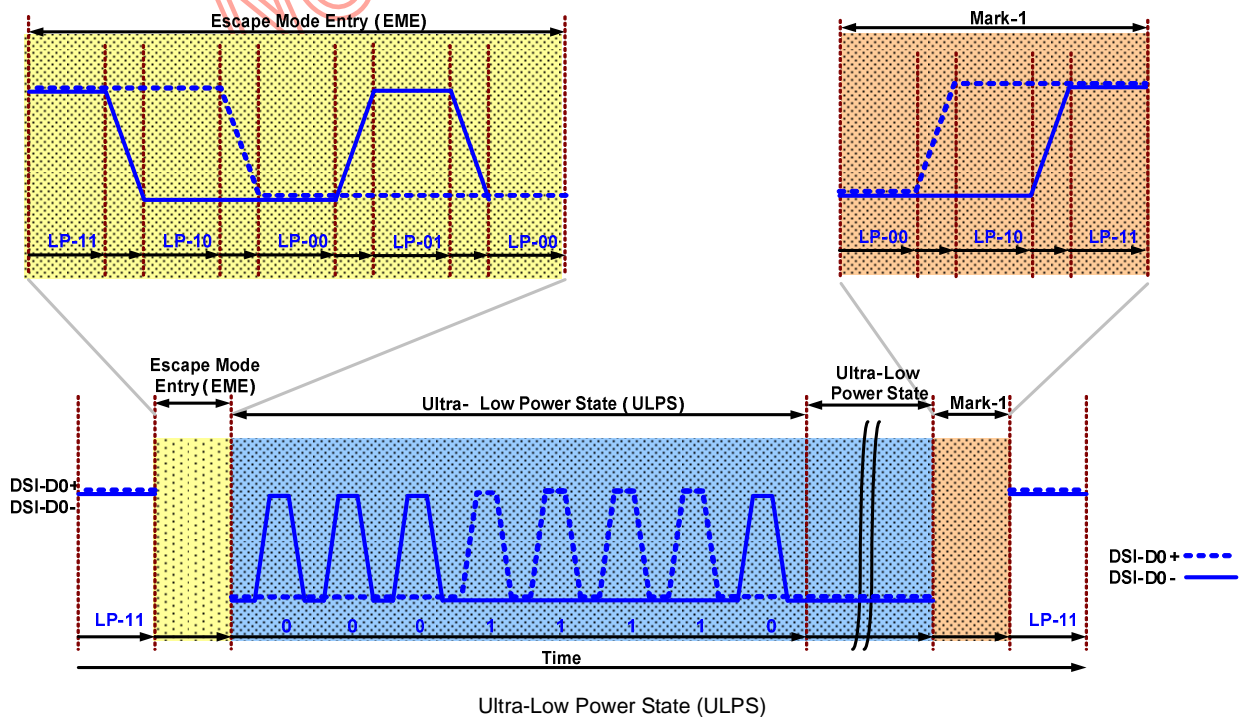 Escape Mode Entry (EME)
Mark-1
LP-11 LP-10 LP-00 LP-01 LP-00
LP-00 LP-10 LP-11
Escape Mode
Entry (EME)
Ultra- Low Power State (ULPS)
Ultra-Low
Power State
Mark-1
DSI-D0+
DSI-D0-
DSI-D0 +
DSI-D0 -
LP-11 0 0 0 1 1 1 1 0 LP-11
Time
Ultra-Low Power State (ULPS)